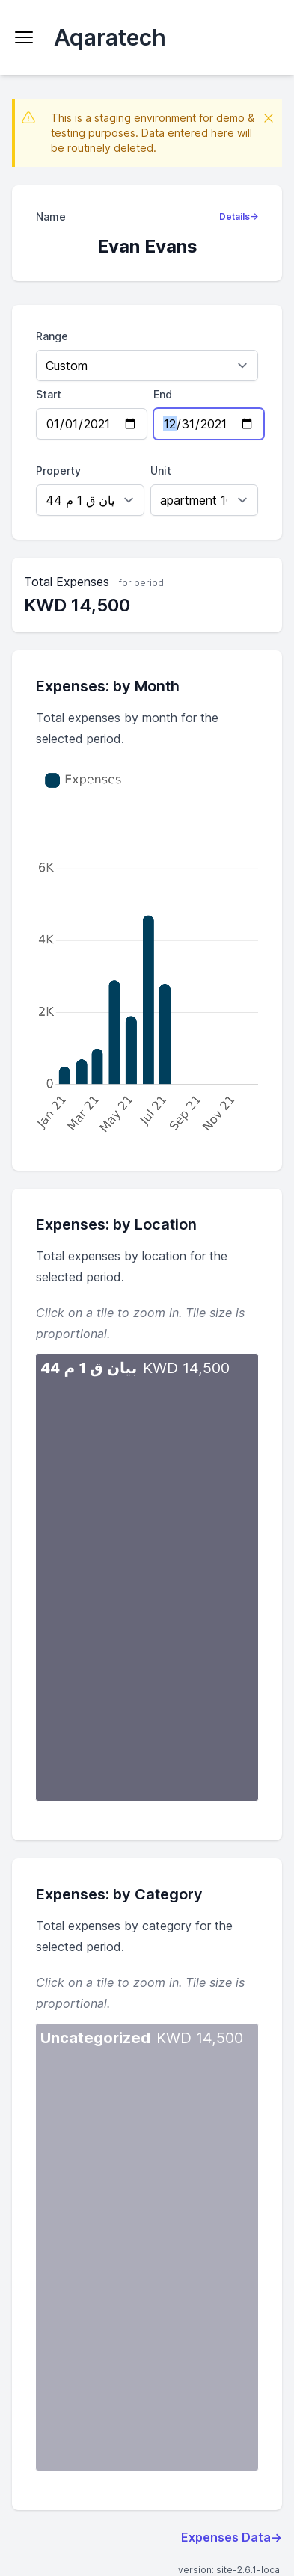 Aqaratech
This is a staging environment for demo &
testing purposes. Data entered here will
be routinely deleted.
Name
Details→
Evan Evans
Range
Custom
Start
End
01/01/2021
12/31/2021
Property
Unit
بيان ق 1 م 44
apartment
Total Expenses for period
KWD 14,500
Expenses: by Month
Total expenses by month for the
selected period.
Expenses
6K
4K
2K
0
Jan 21
Mar 21
May 21
Jul 21
Sep 21
Nov 21
Expenses: by Location
Total expenses by location for the
selected period.
Click on a tile to zoom in. Tile size is
proportional.
بيان ق 1 م 44 KWD 14,500
Expenses: by Category
Total expenses by category for the
selected period.
Click on a tile to zoom in. Tile size is
proportional.
Uncategorized KWD 14,500
Expenses Data→
version: site-2.6.1-local